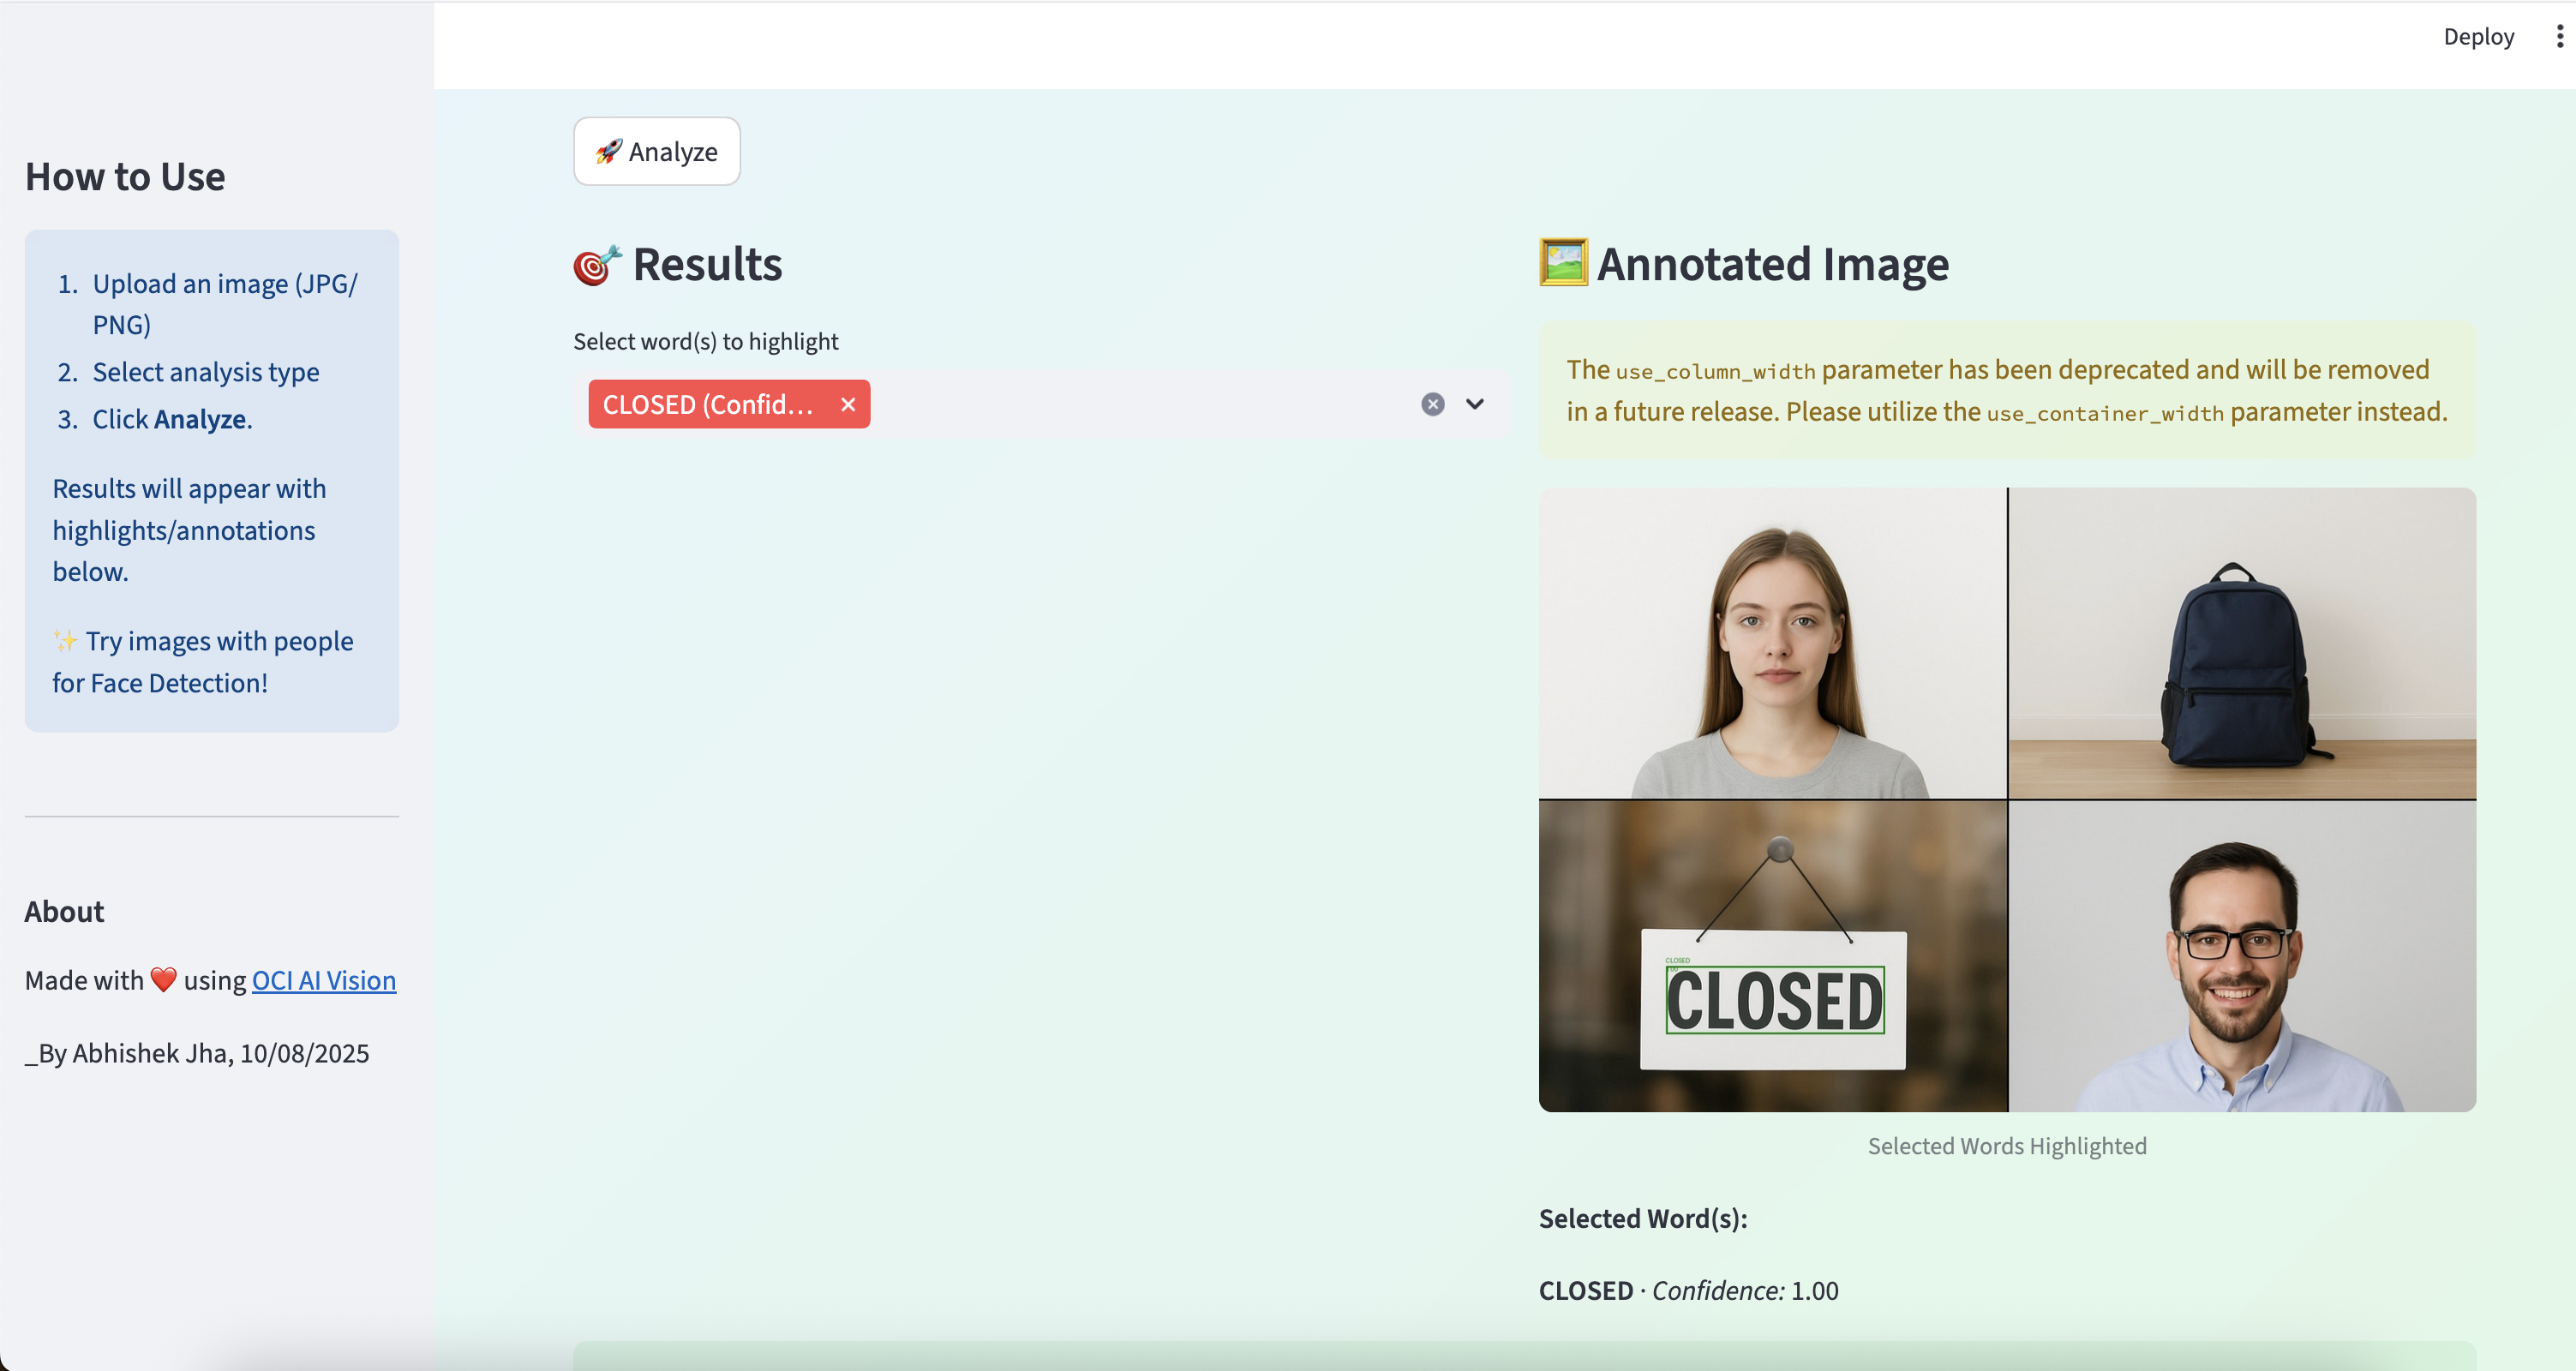 Deploy
How to Use
1. Upload an image (JPG/
PNG)
2. Select analysis type
3. Click Analyze.
Results will appear with
highlights/annotations
below.
✨ Try images with people
for Face Detection!
About
Made with ❤️ using OCI AI Vision
_By Abhishek Jha, 10/08/2025
🚀 Analyze
🎯 Results
Select word(s) to highlight
CLOSED (Confid...
🖼️ Annotated Image
The use_column_width parameter has been deprecated and will be removed
in a future release. Please utilize the use_container_width parameter instead.
CLOSED
CLOSED
Selected Words Highlighted
Selected Word(s):
CLOSED · Confidence: 1.00